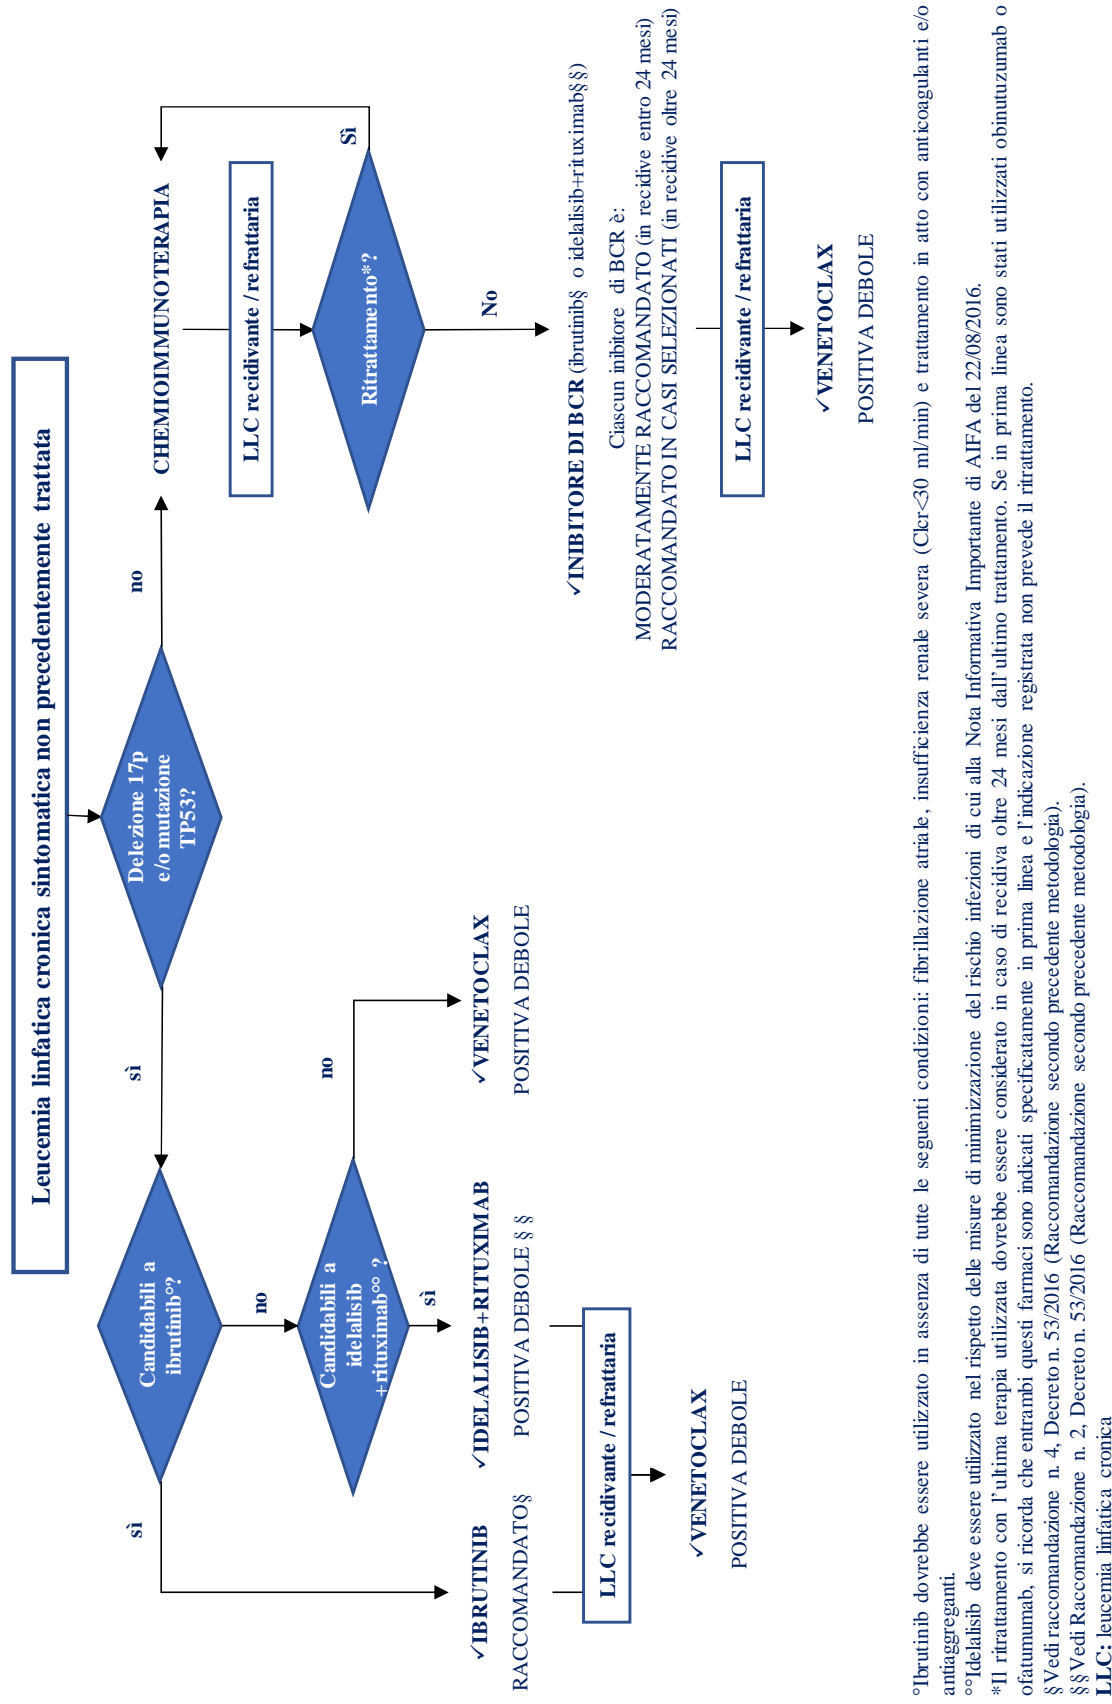 Leucemia linfatica cronica sintomatica non precedentemente trattata
Delezione 17p
e/o mutazione
TP53?
sì
no
Candidabili a
ibrutinib°?
sì
no
Candidabili a
idelalisib
+rituximab°° ?
sì
no
✓IBRUTINIB
RACCOMANDATO§
✓IDELALISIB+RITUXIMAB
POSITIVA DEBOLE §§
✓VENETOCLAX
POSITIVA DEBOLE
LLC recidivante / refrattaria
✓VENETOCLAX
POSITIVA DEBOLE
CHEMIOIMMUNOTERAPIA
LLC recidivante / refrattaria
Ritrattamento*?
Sì
No
✓INIBITORE DI BCR (ibrutinib§ o idelalisib+rituximab§§)
Ciascun inibitore di BCR è:
MODERATAMENTE RACCOMANDATO (in recidive entro 24 mesi)
RACCOMANDATO IN CASI SELEZIONATI (in recidive oltre 24 mesi)
LLC recidivante / refrattaria
✓VENETOCLAX
POSITIVA DEBOLE
°Ibrutinib dovrebbe essere utilizzato in assenza di tutte le seguenti condizioni: fibrillazione atriale, insufficienza renale severa (Clcr<30 ml/min) e trattamento in atto con anticoagulanti e/o
antiaggreganti.
°°Idelalisib deve essere utilizzato nel rispetto delle misure di minimizzazione del rischio infezioni di cui alla Nota Informativa Importante di AIFA del 22/08/2016.
*Il ritrattamento con l'ultima terapia utilizzata dovrebbe essere considerato in caso di recidiva oltre 24 mesi dall'ultimo trattamento. Se in prima linea sono stati utilizzati obinutuzumab o
ofatumumab, si ricorda che entrambi questi farmaci sono indicati specificatamente in prima linea e l'indicazione registrata non prevede il ritrattamento.
§Vedi raccomandazione n. 4, Decreto n. 53/2016 (Raccomandazione secondo precedente metodologia).
§§Vedi Raccomandazione n. 2, Decreto n. 53/2016 (Raccomandazione secondo precedente metodologia).
LLC: leucemia linfatica cronica